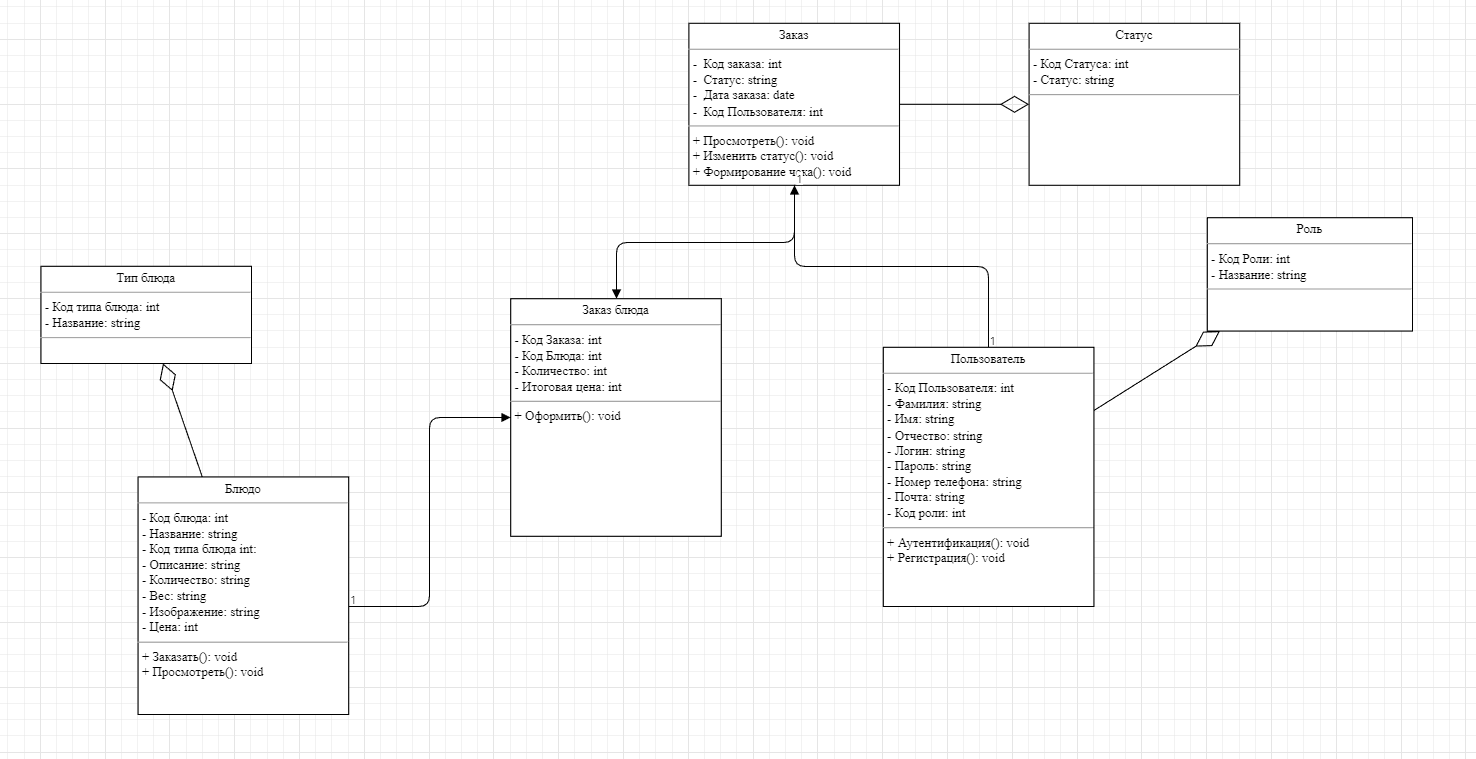 Заказ
- Код заказа: int
- Статус: string
- Дата заказа: date
- Код Пользователя: int
+ Просмотреть(): void
+ Изменить статус(): void
+ Формирование чека(): void
1
Статус
- Код Статуса: int
- Статус: string
Роль
- Код Роли: int
- Название: string
Тип блюда
- Код типа блюда: int
- Название: string
Заказ блюда
- Код Заказа: int
- Код Блюда: int
- Количество: int
- Итоговая цена: int
+ Оформить(): void
1
Пользователь
- Код Пользователя: int
- Фамилия: string
- Имя: string
- Отчество: string
- Логин: string
- Пароль: string
- Номер телефона: string
- Почта: string
- Код роли: int
+ Аутентификация(): void
+ Регистрация(): void
Блюдо
- Код блюда: int
- Название: string
- Код типа блюда int:
- Описание: string
- Количество: string
- Вес: string
- Изображение: string
- Цена: int
+ Заказать(): void
+ Просмотреть(): void
1